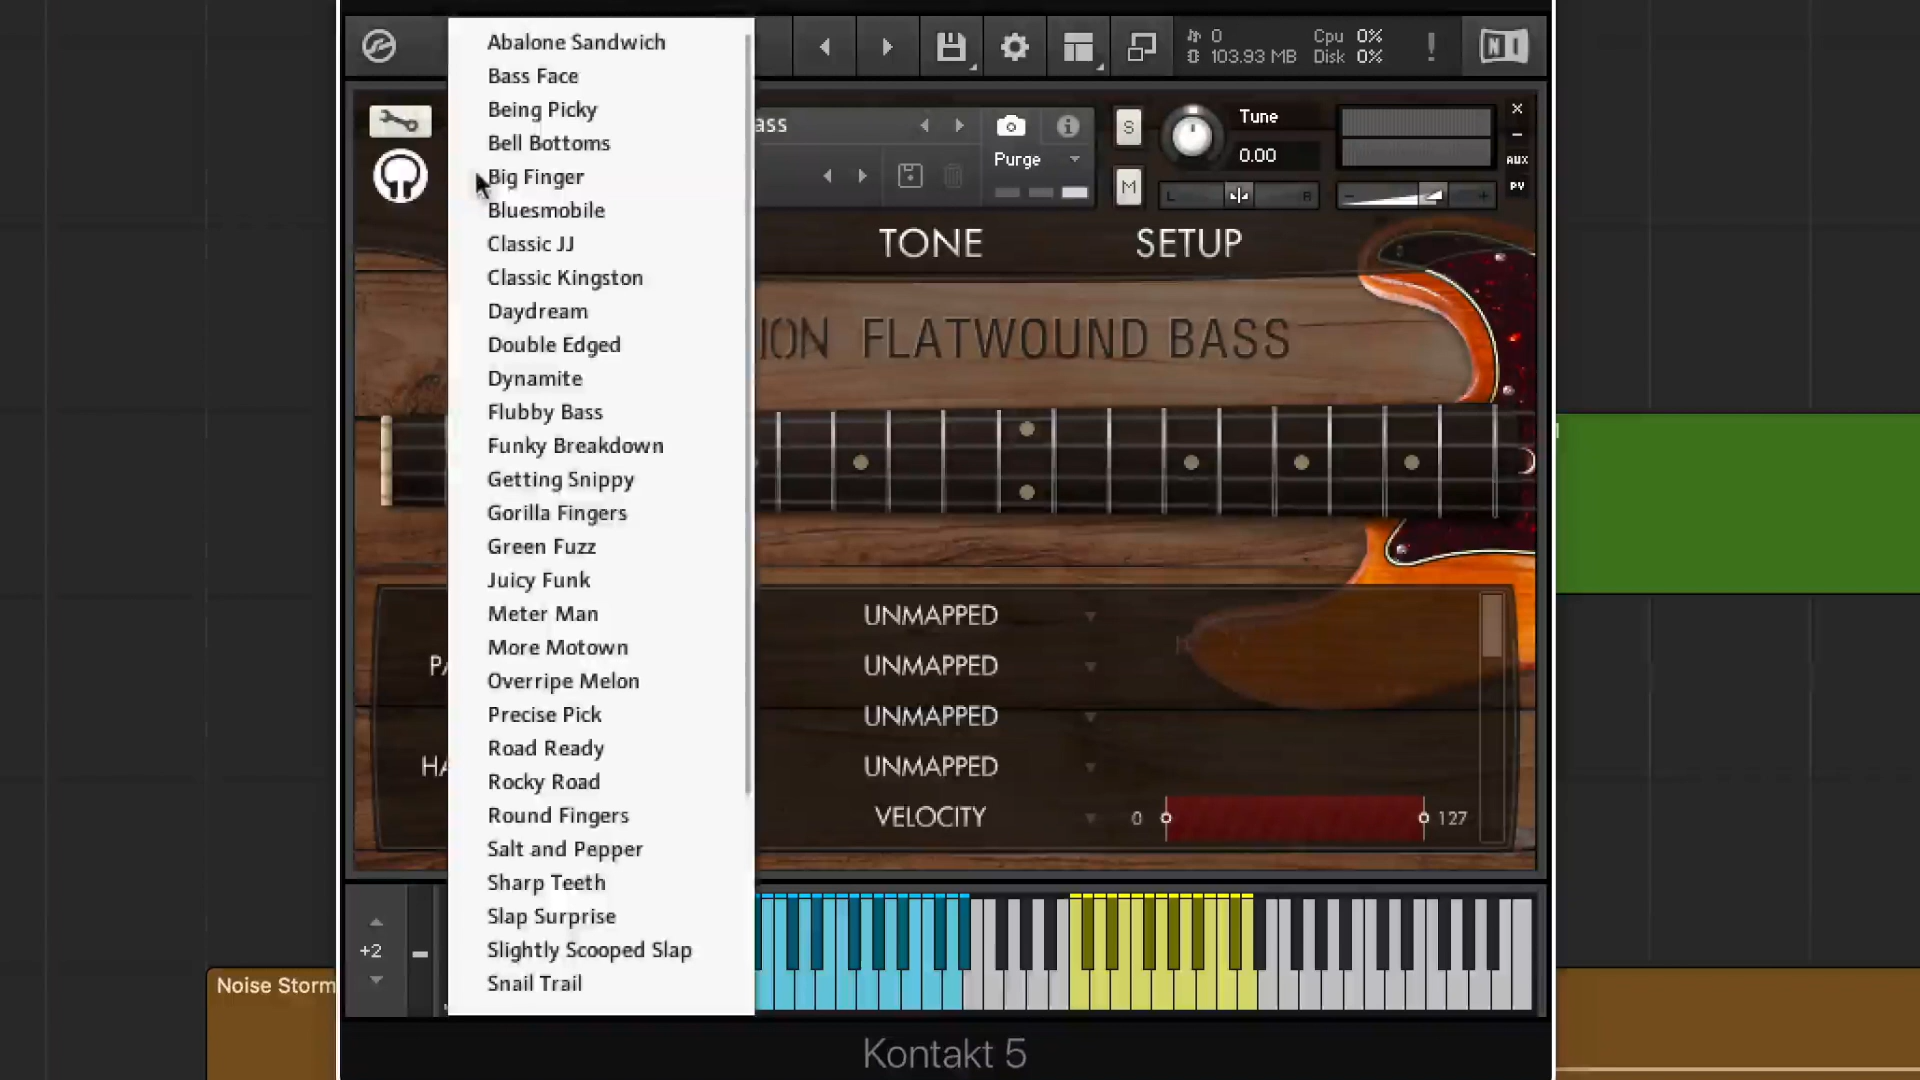 Abalone Sandwich
Bass Face
Being Picky
Bell Bottoms
Big Finger
Bluesmobile
Classic JJ
Classic Kingston
Daydream
Double Edged
Dynamite
Flubby Bass
Funky Breakdown
Getting Snippy
Gorilla Fingers
Green Fuzz
Juicy Funk
Meter Man
More Motown
Overripe Melon
Precise Pick
Road Ready
Rocky Road
Round Fingers
Salt and Pepper
Sharp Teeth
Slap Surprise
Slightly Scooped Slap
Snail Trail
0
103.93 MB
Cpu 0%
Disk 0%
!
NI
ass
Purge
S
M
Tune
0.00
L R
- +
x
-
AUX
PV
TONE
SETUP
ION FLATWOUND BASS
UNMAPPED
PA UNMAPPED
UNMAPPED
HA UNMAPPED
VELOCITY 0 127
+2
Noise Storm
Kontakt 5